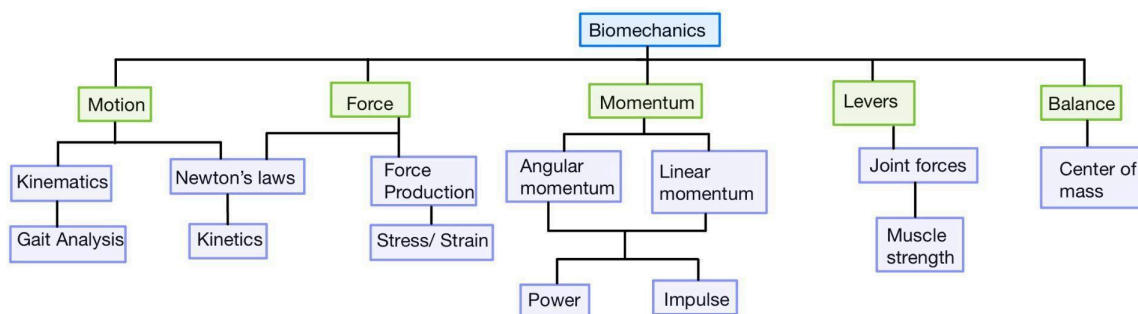 Biomechanics
Motion
Force
Momentum
Levers
Balance
Kinematics
Newton's laws
Force
Production
Angular
momentum
Linear
momentum
Joint forces
Center of
mass
Gait Analysis
Kinetics
Stress/ Strain
Muscle
strength
Power
Impulse